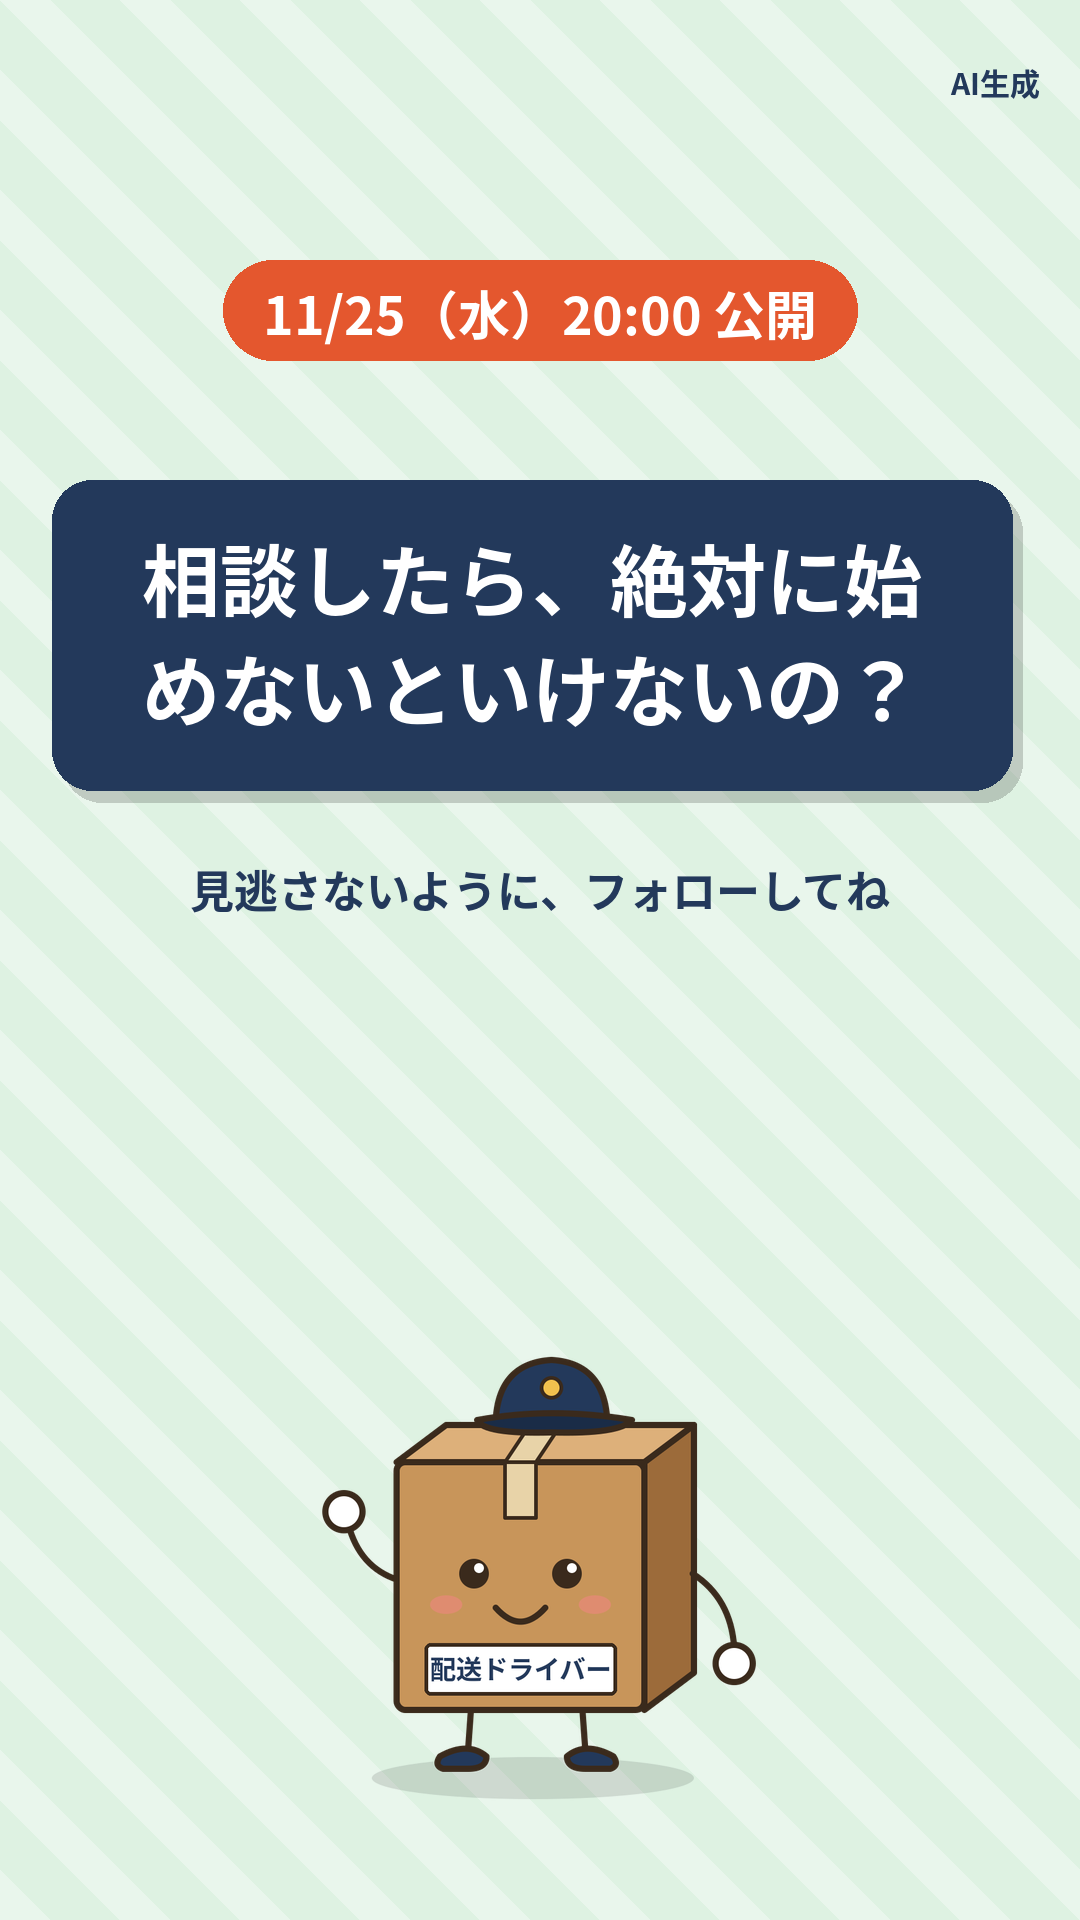 AI生成
11/25（水）20:00 公開
相談したら、絶対に始
めないといけないの？
見逃さないように、フォローしてね
配送ドライバー